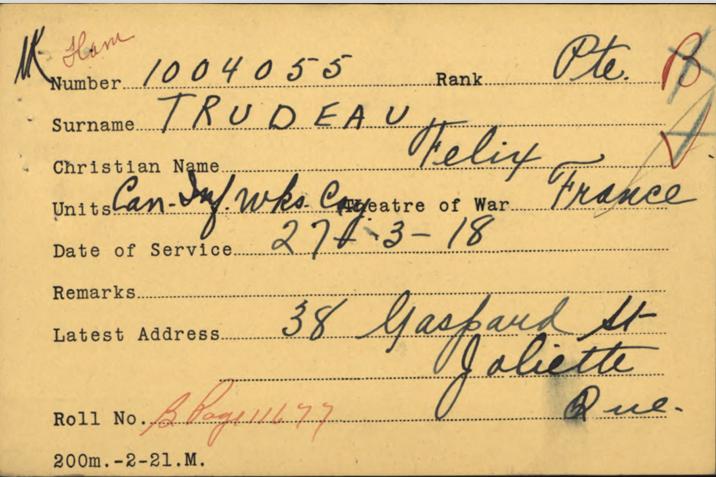 Ham
Number 1004055 Rank Pte. B
Surname TRUDEAU
Christian Name Felix
Units Can-Inf. Wks. Coy Theatre of War France
Date of Service 27-3-18
Remarks
Latest Address 38 Gaspard St
Joliette
Que.
Roll No. B Page 11677
200m.-2-21.M.